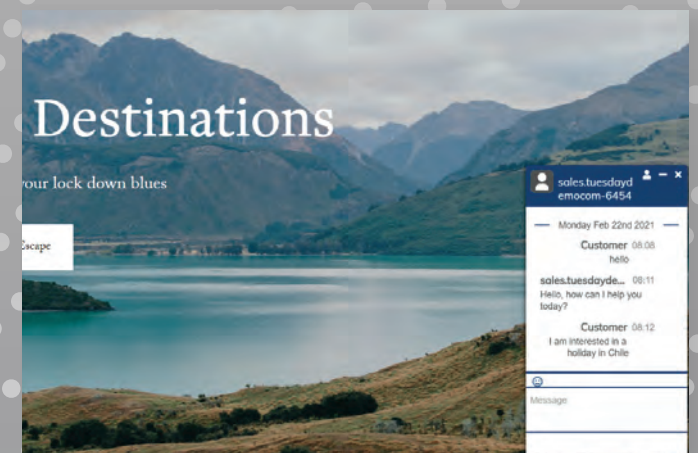 Destinations
your lock down blues
Escape
sales.tuesdayd
emocom-6454
Monday Feb 22nd 2021
Customer 08:08
hello
sales.tuesdayde... 08:11
Hello, how can I help you
today?
Customer 08:12
I am interested in a
holiday in Chile
Message